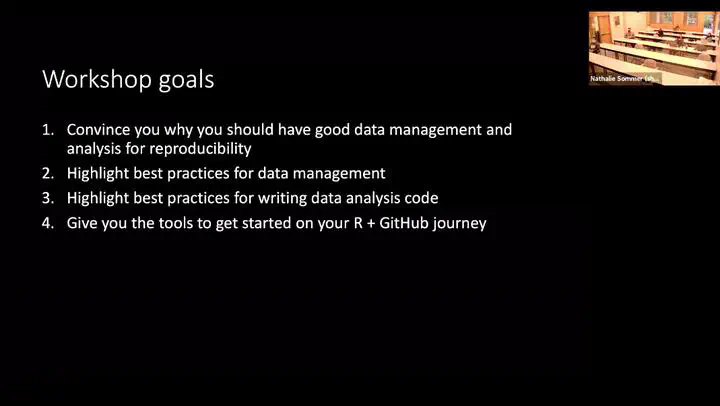 Workshop goals
1. Convince you why you should have good data management and
analysis for reproducibility
2. Highlight best practices for data management
3. Highlight best practices for writing data analysis code
4. Give you the tools to get started on your R + GitHub journey
Nathalie Sommer